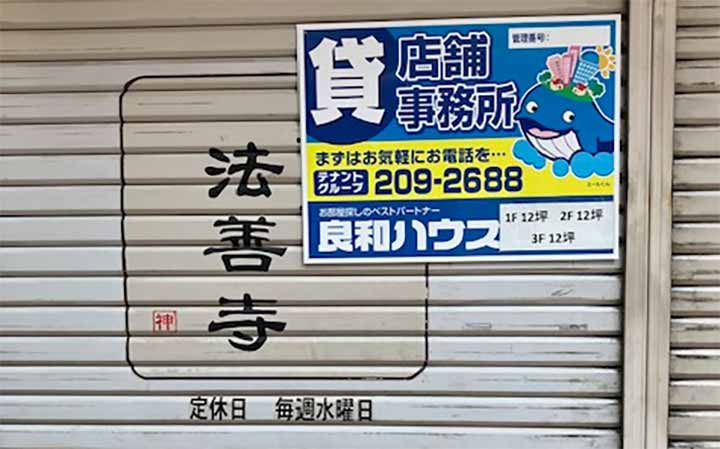 法善寺
神
定休日 毎週水曜日
貸
店舗
事務所
管理番号:
まずはお気軽にお電話を…
テナント
グループ
209-2688
お部屋探しのベストパートナー
良和ハウス
1F 12坪 2F 12坪
3F 12坪